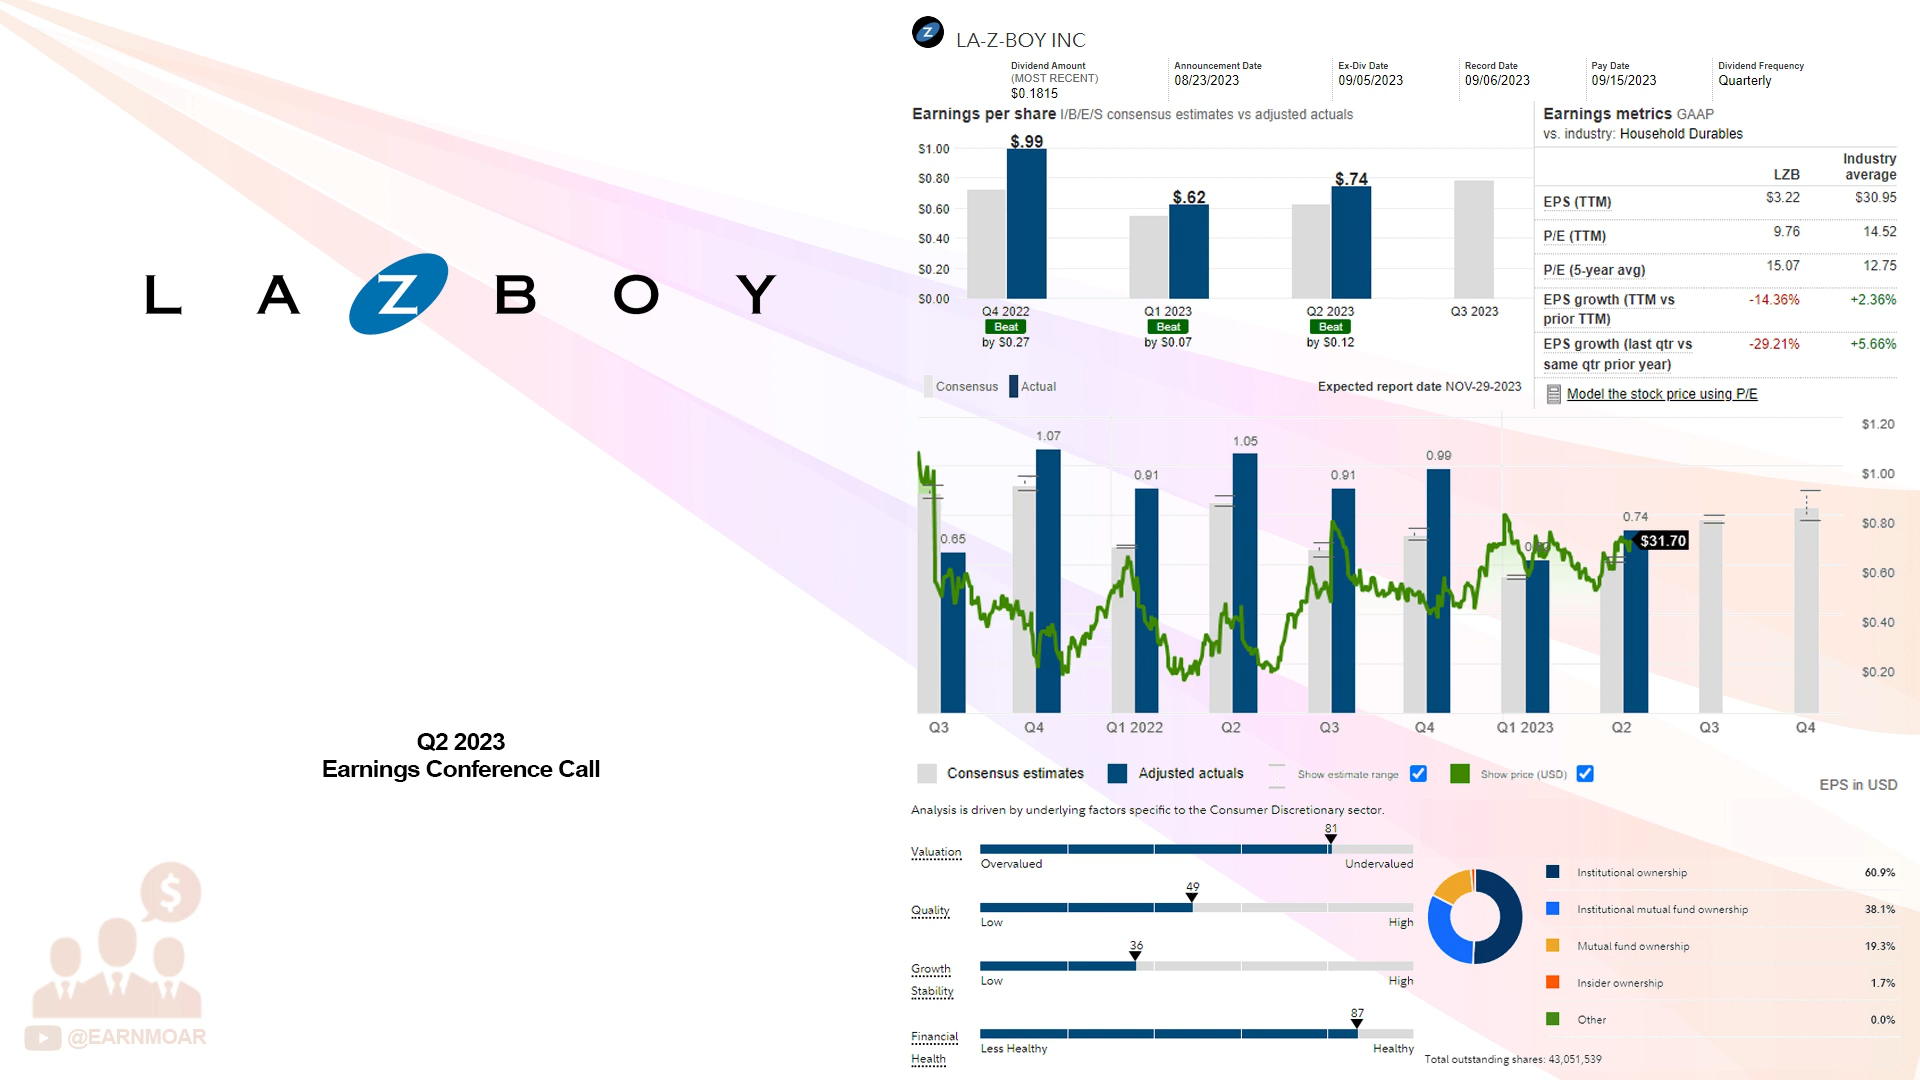 LA Z BOY
Q2 2023
Earnings Conference Call
@EARNMOAR
Z
LA-Z-BOY INC
Dividend Amount
(MOST RECENT)
$0.1815
Announcement Date
08/23/2023
Ex-Div Date
09/05/2023
Record Date
09/06/2023
Pay Date
09/15/2023
Dividend Frequency
Quarterly
Earnings per share I/B/E/S consensus estimates vs adjusted actuals
$1.00
$0.80
$0.60
$0.40
$0.20
$0.00
$.99
$.62
$.74
Q4 2022
Beat
by $0.27
Q1 2023
Beat
by $0.07
Q2 2023
Beat
by $0.12
Q3 2023
Consensus Actual
Expected report date NOV-29-2023
Earnings metrics GAAP
vs. industry: Household Durables
LZB Industry average
EPS (TTM) $3.22 $30.95
P/E (TTM) 9.76 14.52
P/E (5-year avg) 15.07 12.75
EPS growth (TTM vs prior TTM) -14.36% +2.36%
EPS growth (last qtr vs same qtr prior year) -29.21% +5.66%
Model the stock price using P/E
0.65
1.07
0.91
1.05
0.91
0.99
0.74
$31.70
$1.20
$1.00
$0.80
$0.60
$0.40
$0.20
Q3 Q4 Q1 2022 Q2 Q3 Q4 Q1 2023 Q2 Q3 Q4
Consensus estimates Adjusted actuals Show estimate range Show price (USD)
EPS in USD
Analysis is driven by underlying factors specific to the Consumer Discretionary sector.
81
Valuation
Overvalued Undervalued
49
Quality
Low High
36
Growth
Stability
Low High
87
Financial
Health
Less Healthy Healthy
Institutional ownership 60.9%
Institutional mutual fund ownership 38.1%
Mutual fund ownership 19.3%
Insider ownership 1.7%
Other 0.0%
Total outstanding shares: 43,051,539